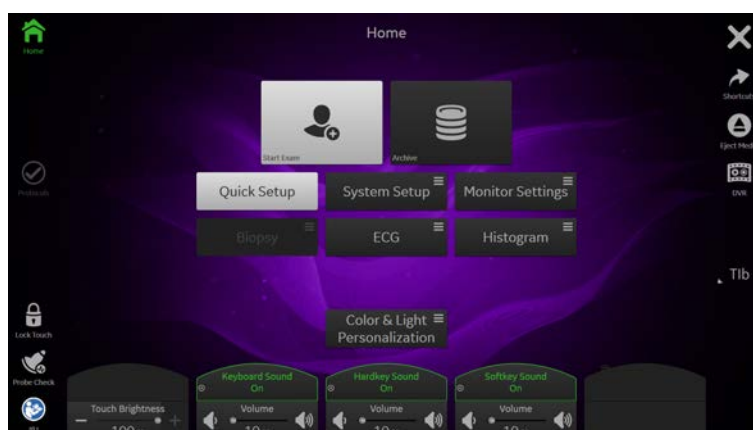 Home
Home
Shortcuts
Start Exam
Archive
Eject Med
Quick Setup
System Setup
Monitor Settings
Protocols
DVR
Biopsy
ECG
Histogram
TIb
Lock Touch
Color & Light
Personalization
Probe Check
Keyboard Sound
On
Hardkey Sound
On
Softkey Sound
On
Touch Brightness
Volume
Volume
Volume